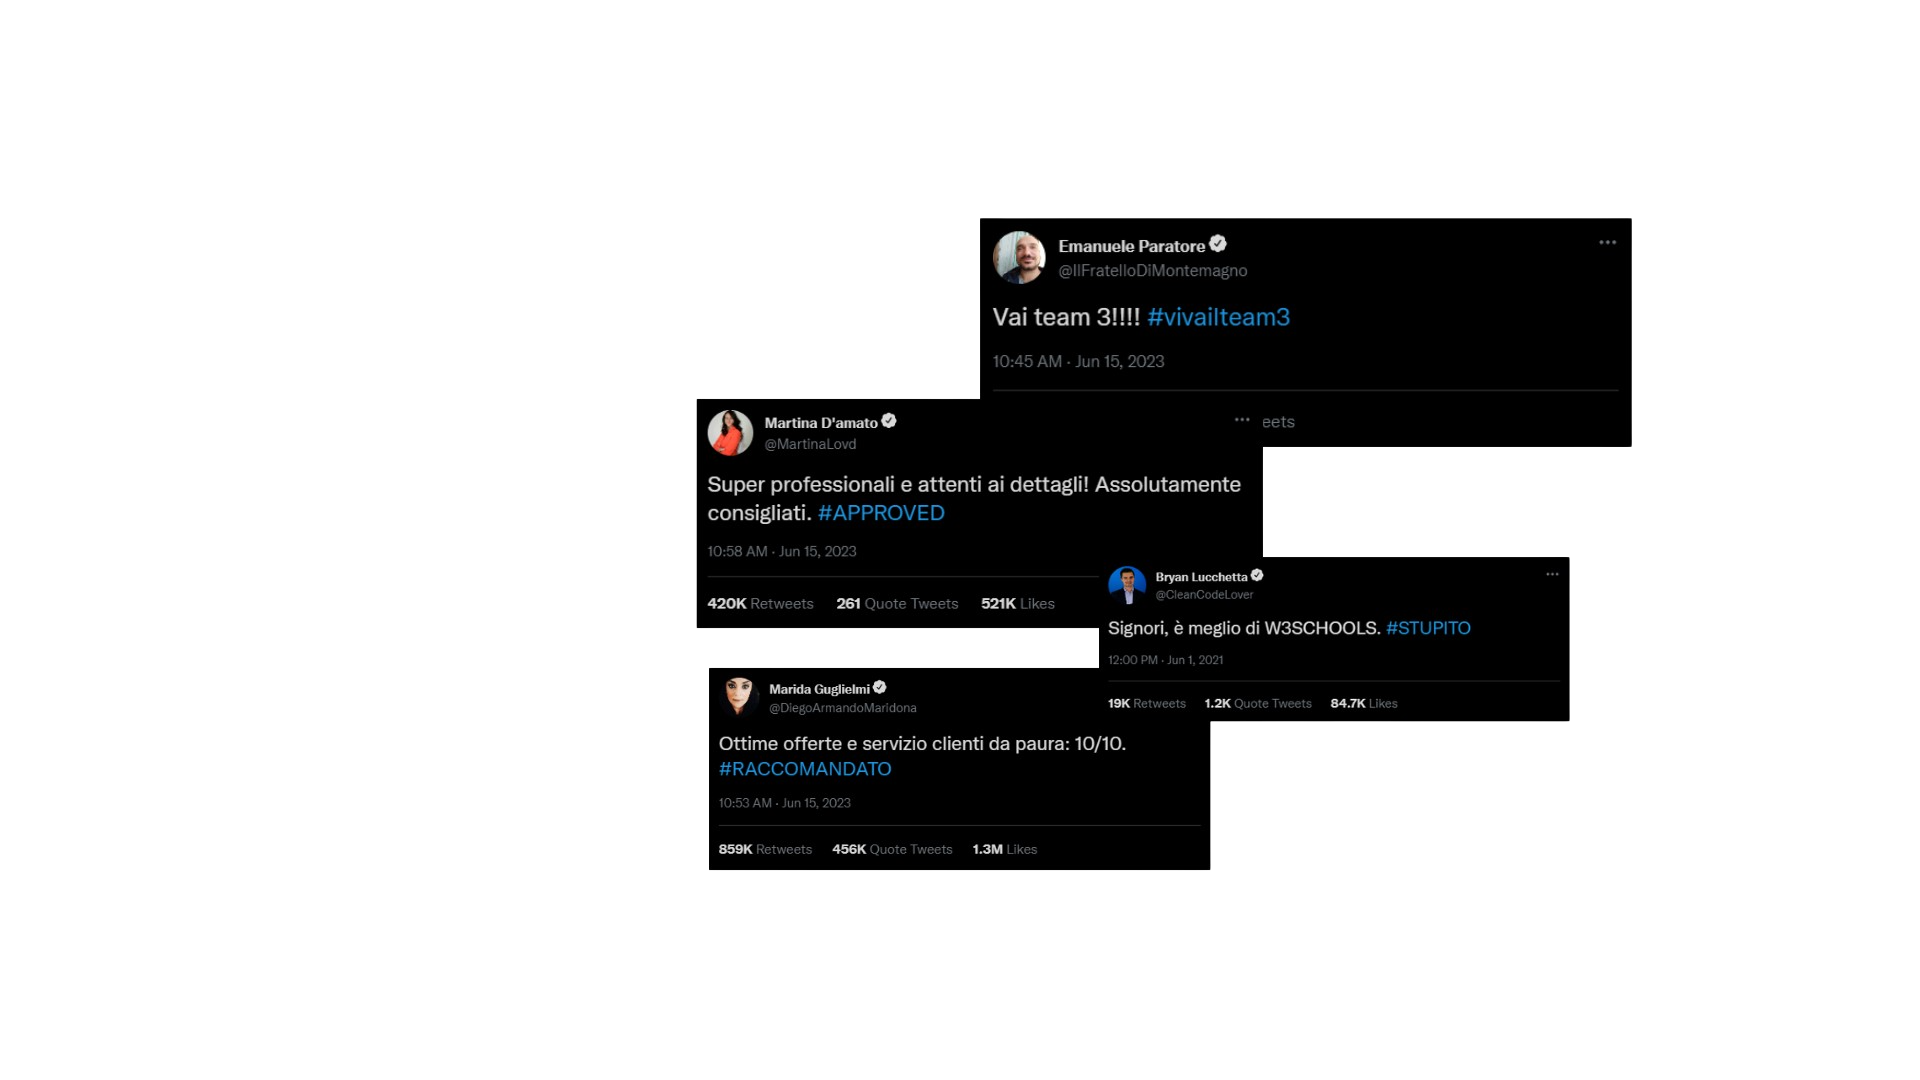 Emanuele Paratore
@IlFratelloDiMontemagno
Vai team 3!!!! #vivailteam3
10:45 AM · Jun 15, 2023
eets
Martina D'amato
@MartinaLovd
Super professionali e attenti ai dettagli! Assolutamente
consigliati. #APPROVED
10:58 AM · Jun 15, 2023
420K Retweets 261 Quote Tweets 521K Likes
Bryan Lucchetta
@CleanCodeLover
Signori, è meglio di W3SCHOOLS. #STUPITO
12:00 PM · Jun 1, 2021
19K Retweets 1.2K Quote Tweets 84.7K Likes
Marida Guglielmi
@DiegoArmandoMaridona
Ottime offerte e servizio clienti da paura: 10/10.
#RACCOMANDATO
10:53 AM · Jun 15, 2023
859K Retweets 456K Quote Tweets 1.3M Likes